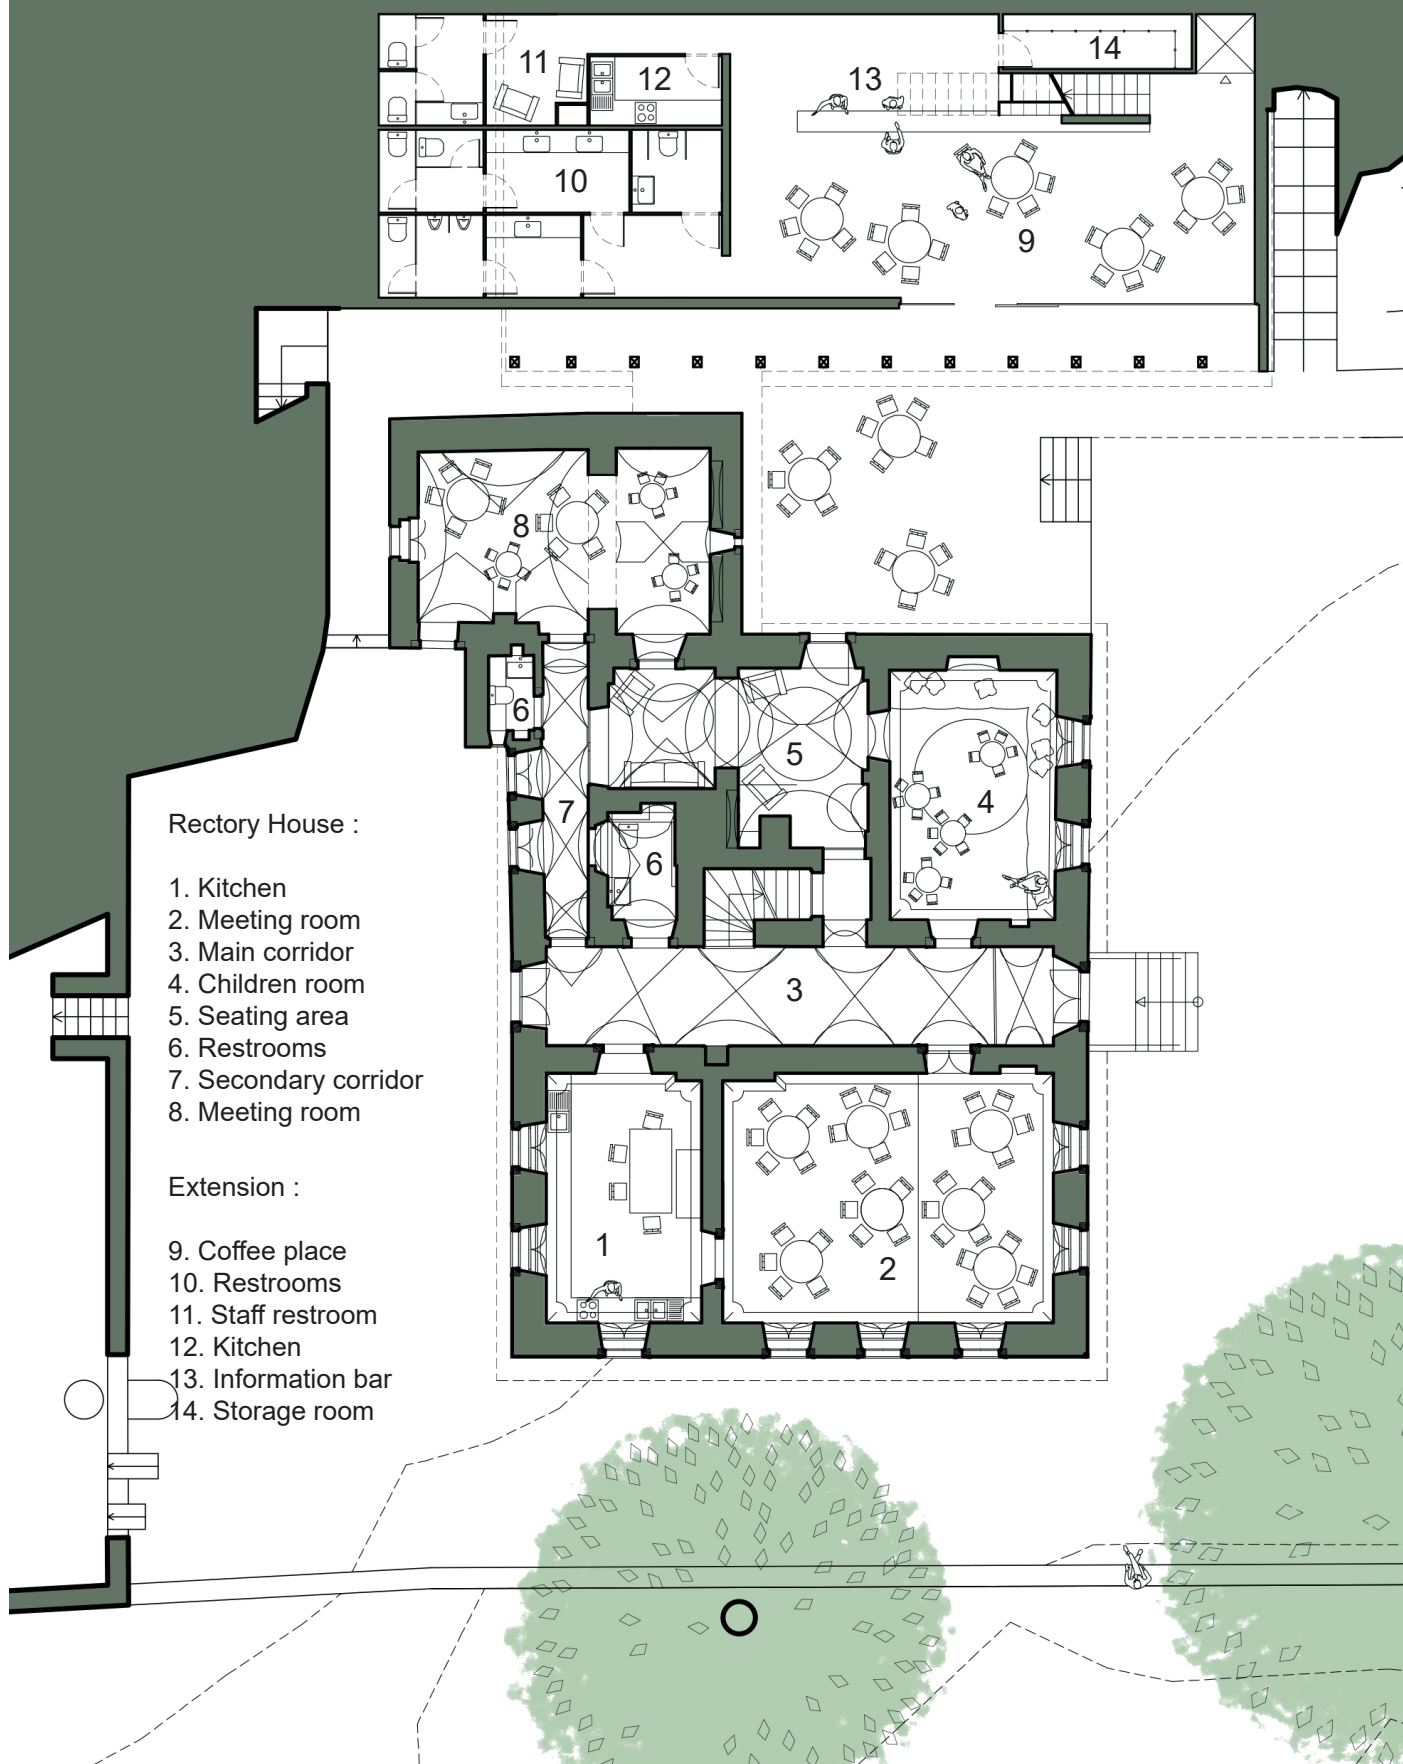 11
12
13
14
10
9
8
6
5
7
4
6
3
1
2
Rectory House :
1. Kitchen
2. Meeting room
3. Main corridor
4. Children room
5. Seating area
6. Restrooms
7. Secondary corridor
8. Meeting room
Extension :
9. Coffee place
10. Restrooms
11. Staff restroom
12. Kitchen
13. Information bar
14. Storage room